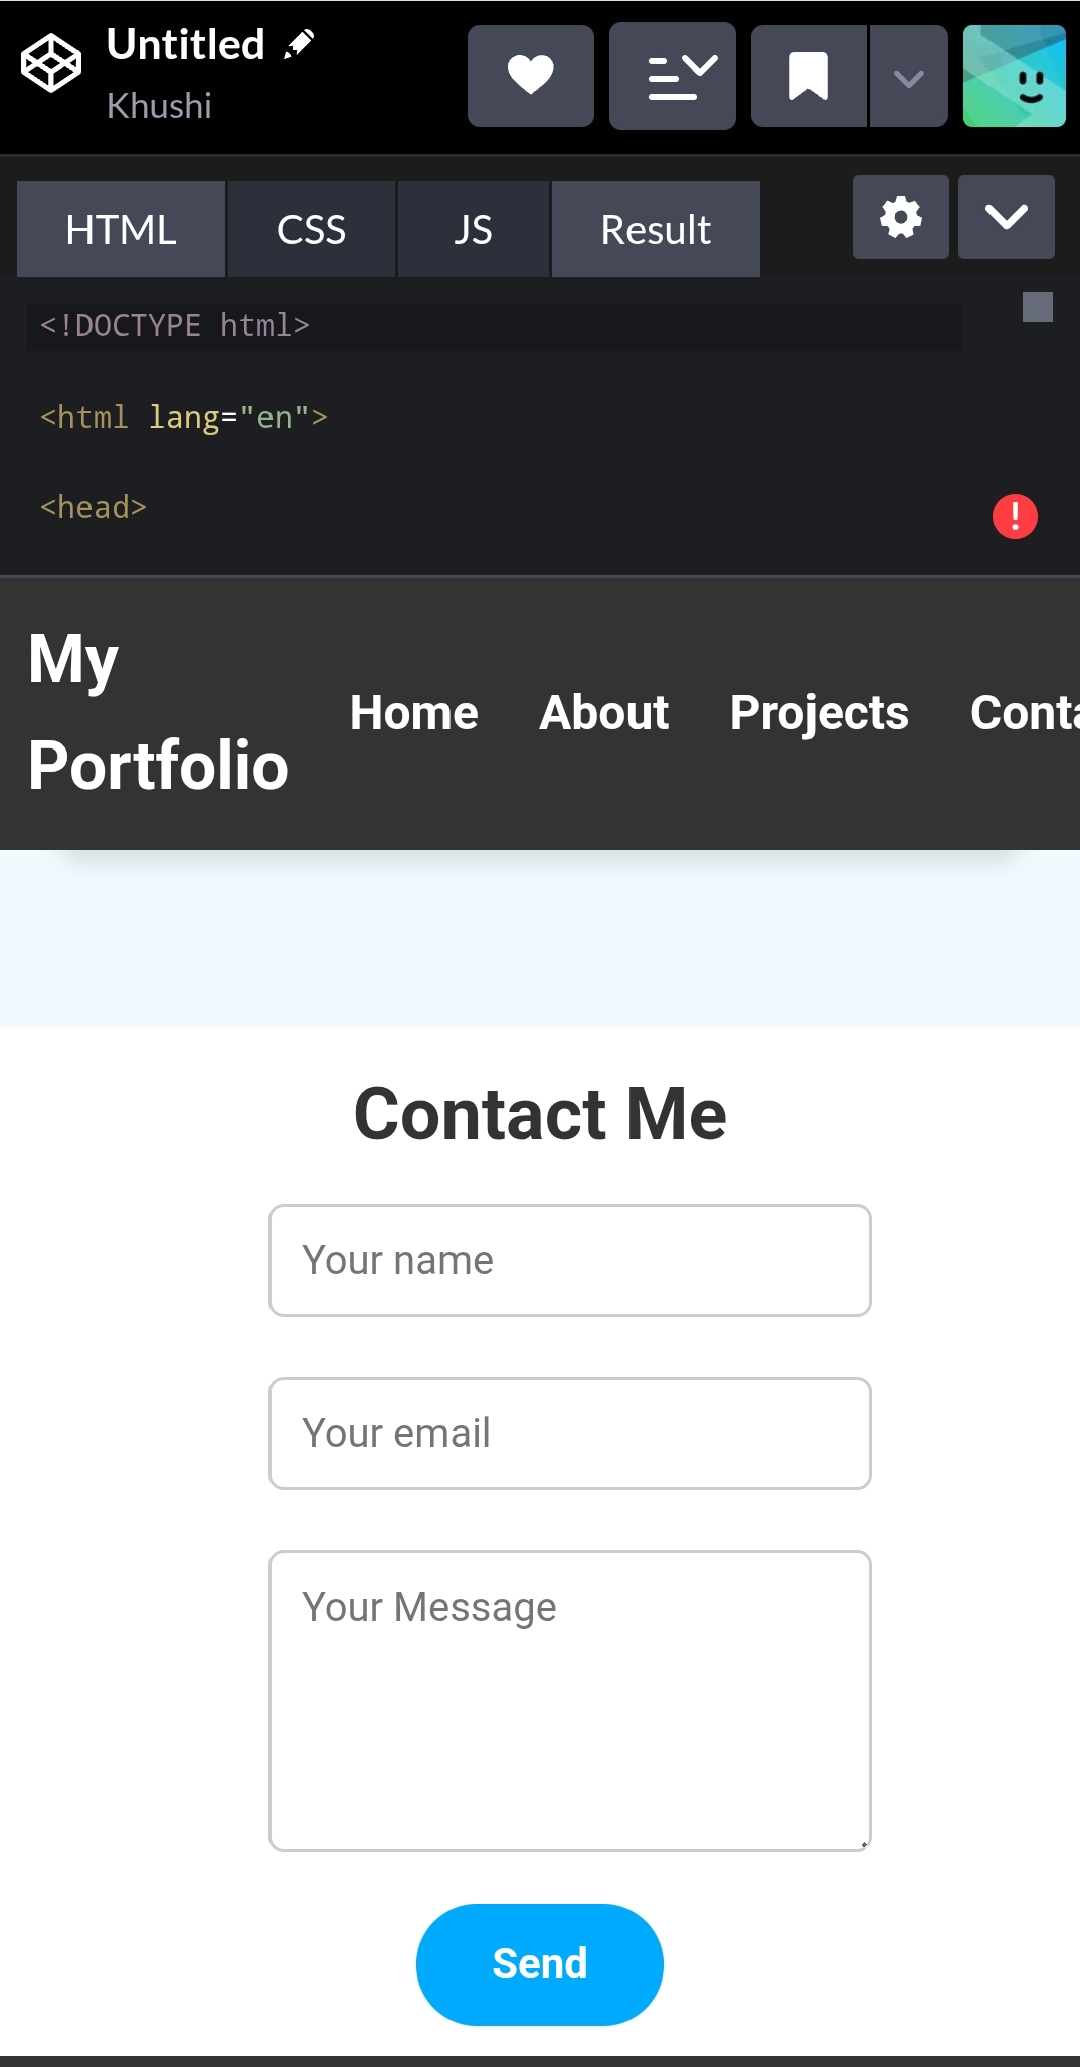 Untitled
Khushi
HTML CSS JS Result
<!DOCTYPE html>
<html lang="en">
<head>
My
Portfolio
Home About Projects Conta
Contact Me
Your name
Your email
Your Message
Send